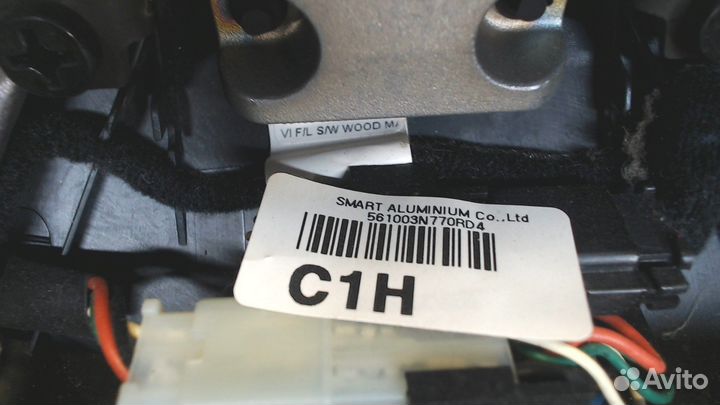 VI F/L S/W WOOD
SMART ALUMINIUM Co.,Ltd
561003N770RD4
C1H
Avito